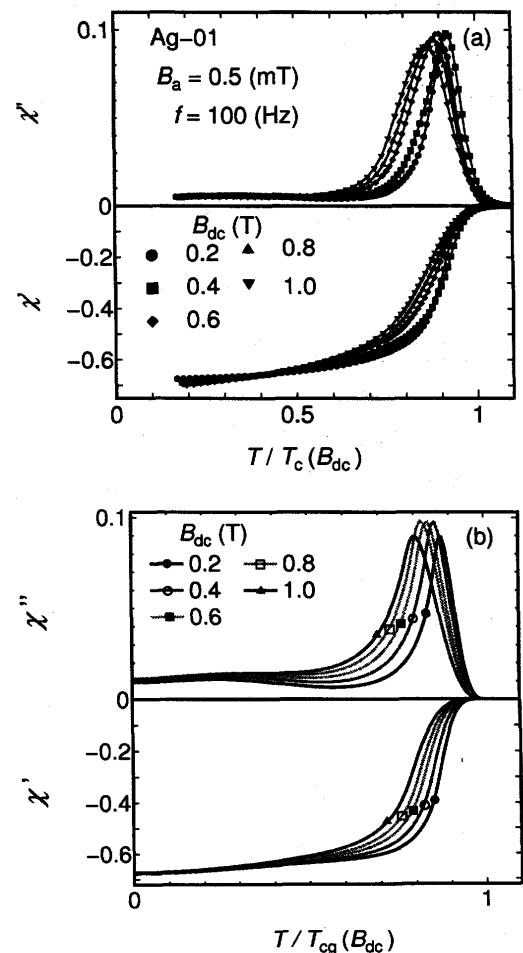 0.1
(a)
Ag-01
Bₐ = 0.5 (mT)
f = 100 (Hz)
χ"
0
B_dc (T)
0.2
0.8
0.4
1.0
0.6
−0.2
−0.4
−0.6
χ'
0
0.5
1
T / T_c (B_dc)
0.1
(b)
B_dc (T)
0.2
0.8
0.4
1.0
0.6
χ''
0
−0.2
−0.4
−0.6
χ'
0
1
T / T_cg (B_dc)